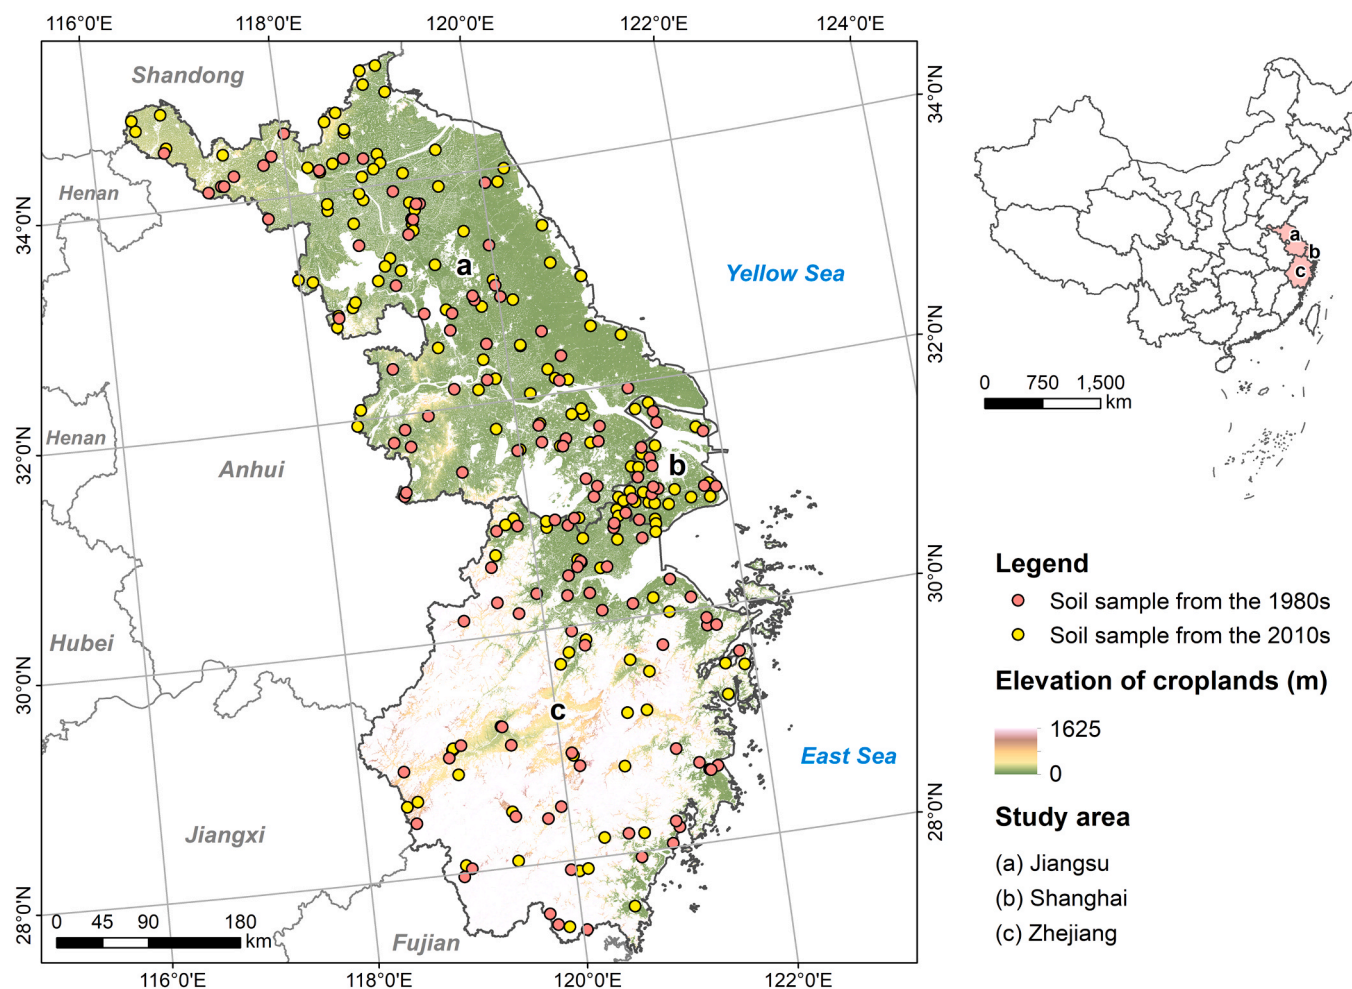 116°0'E 118°0'E 120°0'E 122°0'E 124°0'E
Shandong
34°0'N
Henan
34°0'N
a
Yellow Sea
32°0'N
Henan
32°0'N
Anhui
b
30°0'N
Hubei
30°0'N
c
East Sea
Jiangxi
28°0'N
28°0'N
0 45 90 180
km
Fujian
116°0'E 118°0'E 120°0'E 122°0'E
a
b
c
0 750 1,500
km
Legend
Soil sample from the 1980s
Soil sample from the 2010s
Elevation of croplands (m)
1625
0
Study area
(a) Jiangsu
(b) Shanghai
(c) Zhejiang